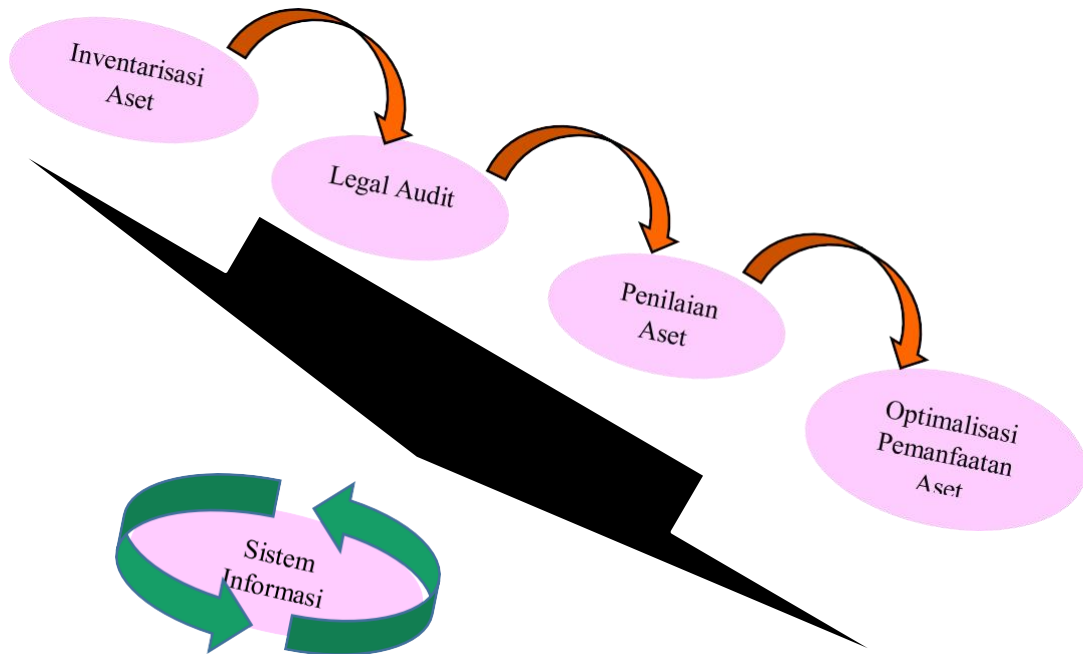 Inventarisasi
Aset
Legal Audit
Penilaian
Aset
Optimalisasi
Pemanfaatan
Aset
Sistem
Informasi